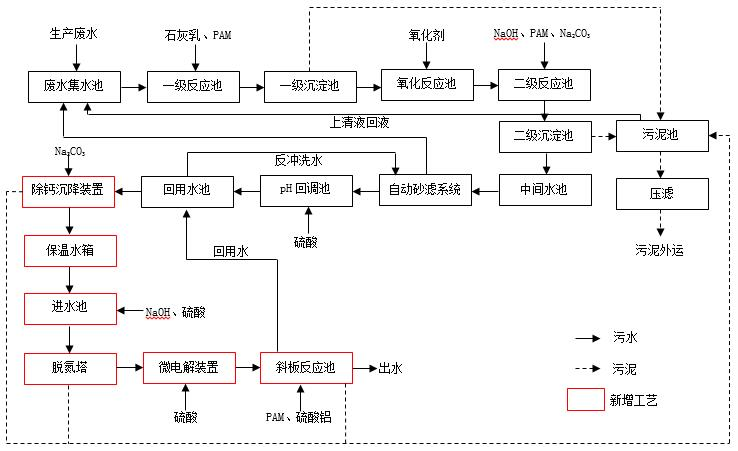 生产废水
石灰乳、PAM
氧化剂
NaOH、PAM、Na₂CO₃
废水集水池
一级反应池
一级沉淀池
氧化反应池
二级反应池
上清液回流
二级沉淀池
污泥池
Na₂CO₃
反冲洗水
除钙沉降装置
回用水池
pH 回调池
自动砂滤系统
中间水池
压滤
硫酸
保温水箱
回用水
污泥外运
进水池
NaOH、硫酸
污水
脱氮塔
微电解装置
斜板反应池
出水
污泥
硫酸
PAM、硫酸铝
新增工艺